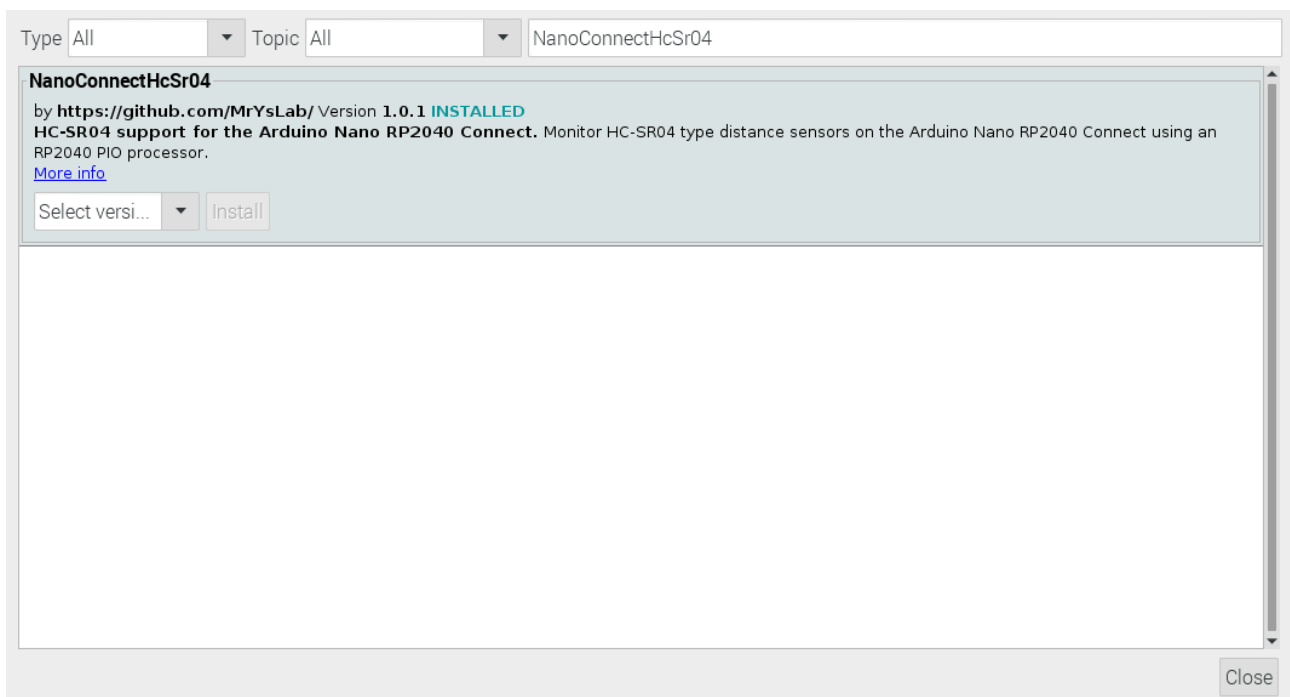 Type All Topic All NanoConnectHcSr04
NanoConnectHcSr04
by https://github.com/MrYsLab/ Version 1.0.1 INSTALLED
HC-SR04 support for the Arduino Nano RP2040 Connect. Monitor HC-SR04 type distance sensors on the Arduino Nano RP2040 Connect using an
RP2040 PIO processor.
More info
Select versi... Install
Close